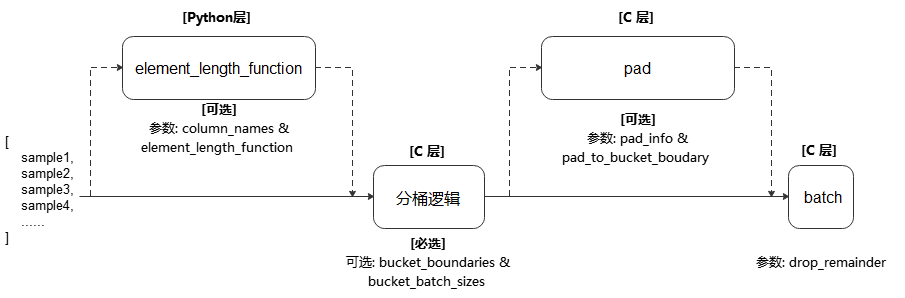 [Python层]
element_length_function
[可选]
参数: column_names &
element_length_function
[
sample1,
sample2,
sample3,
sample4,
......
]
[C 层]
分桶逻辑
[必选]
可选: bucket_boundaries &
bucket_batch_sizes
[C 层]
pad
[可选]
参数: pad_info &
pad_to_bucket_boudary
[C 层]
batch
参数: drop_remainder